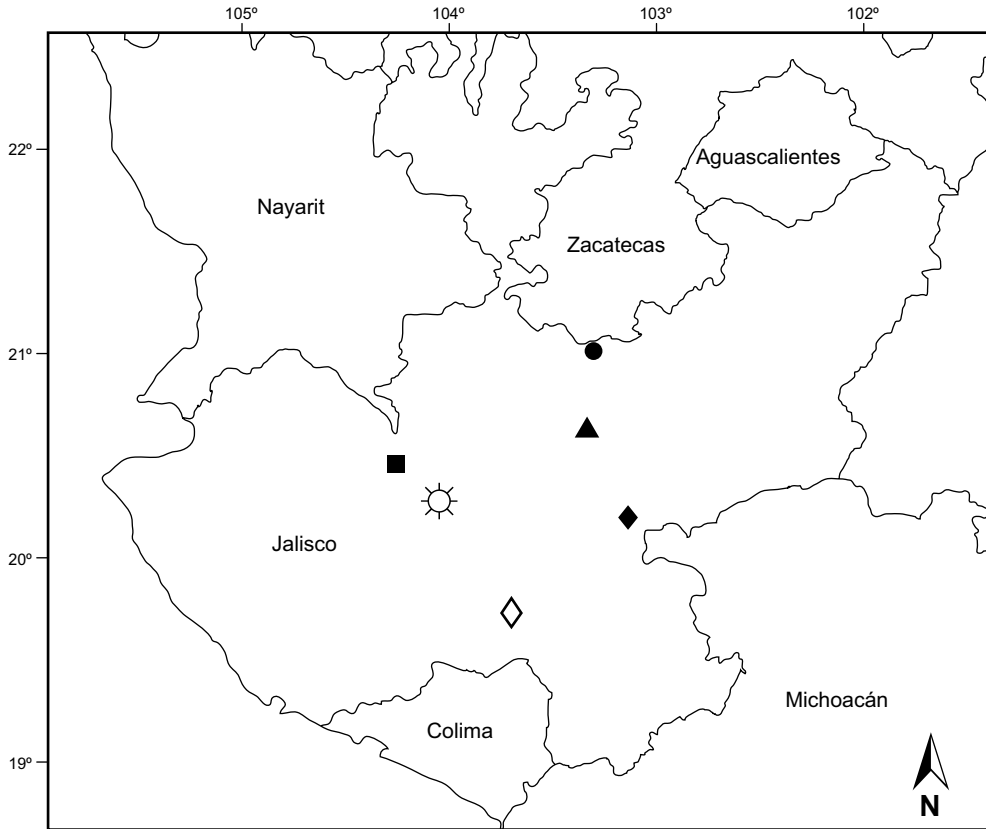 105º
104º
103º
102º
22º
Aguascalientes
Nayarit
Zacatecas
21º
Jalisco
20º
Michoacán
Colima
19º
N